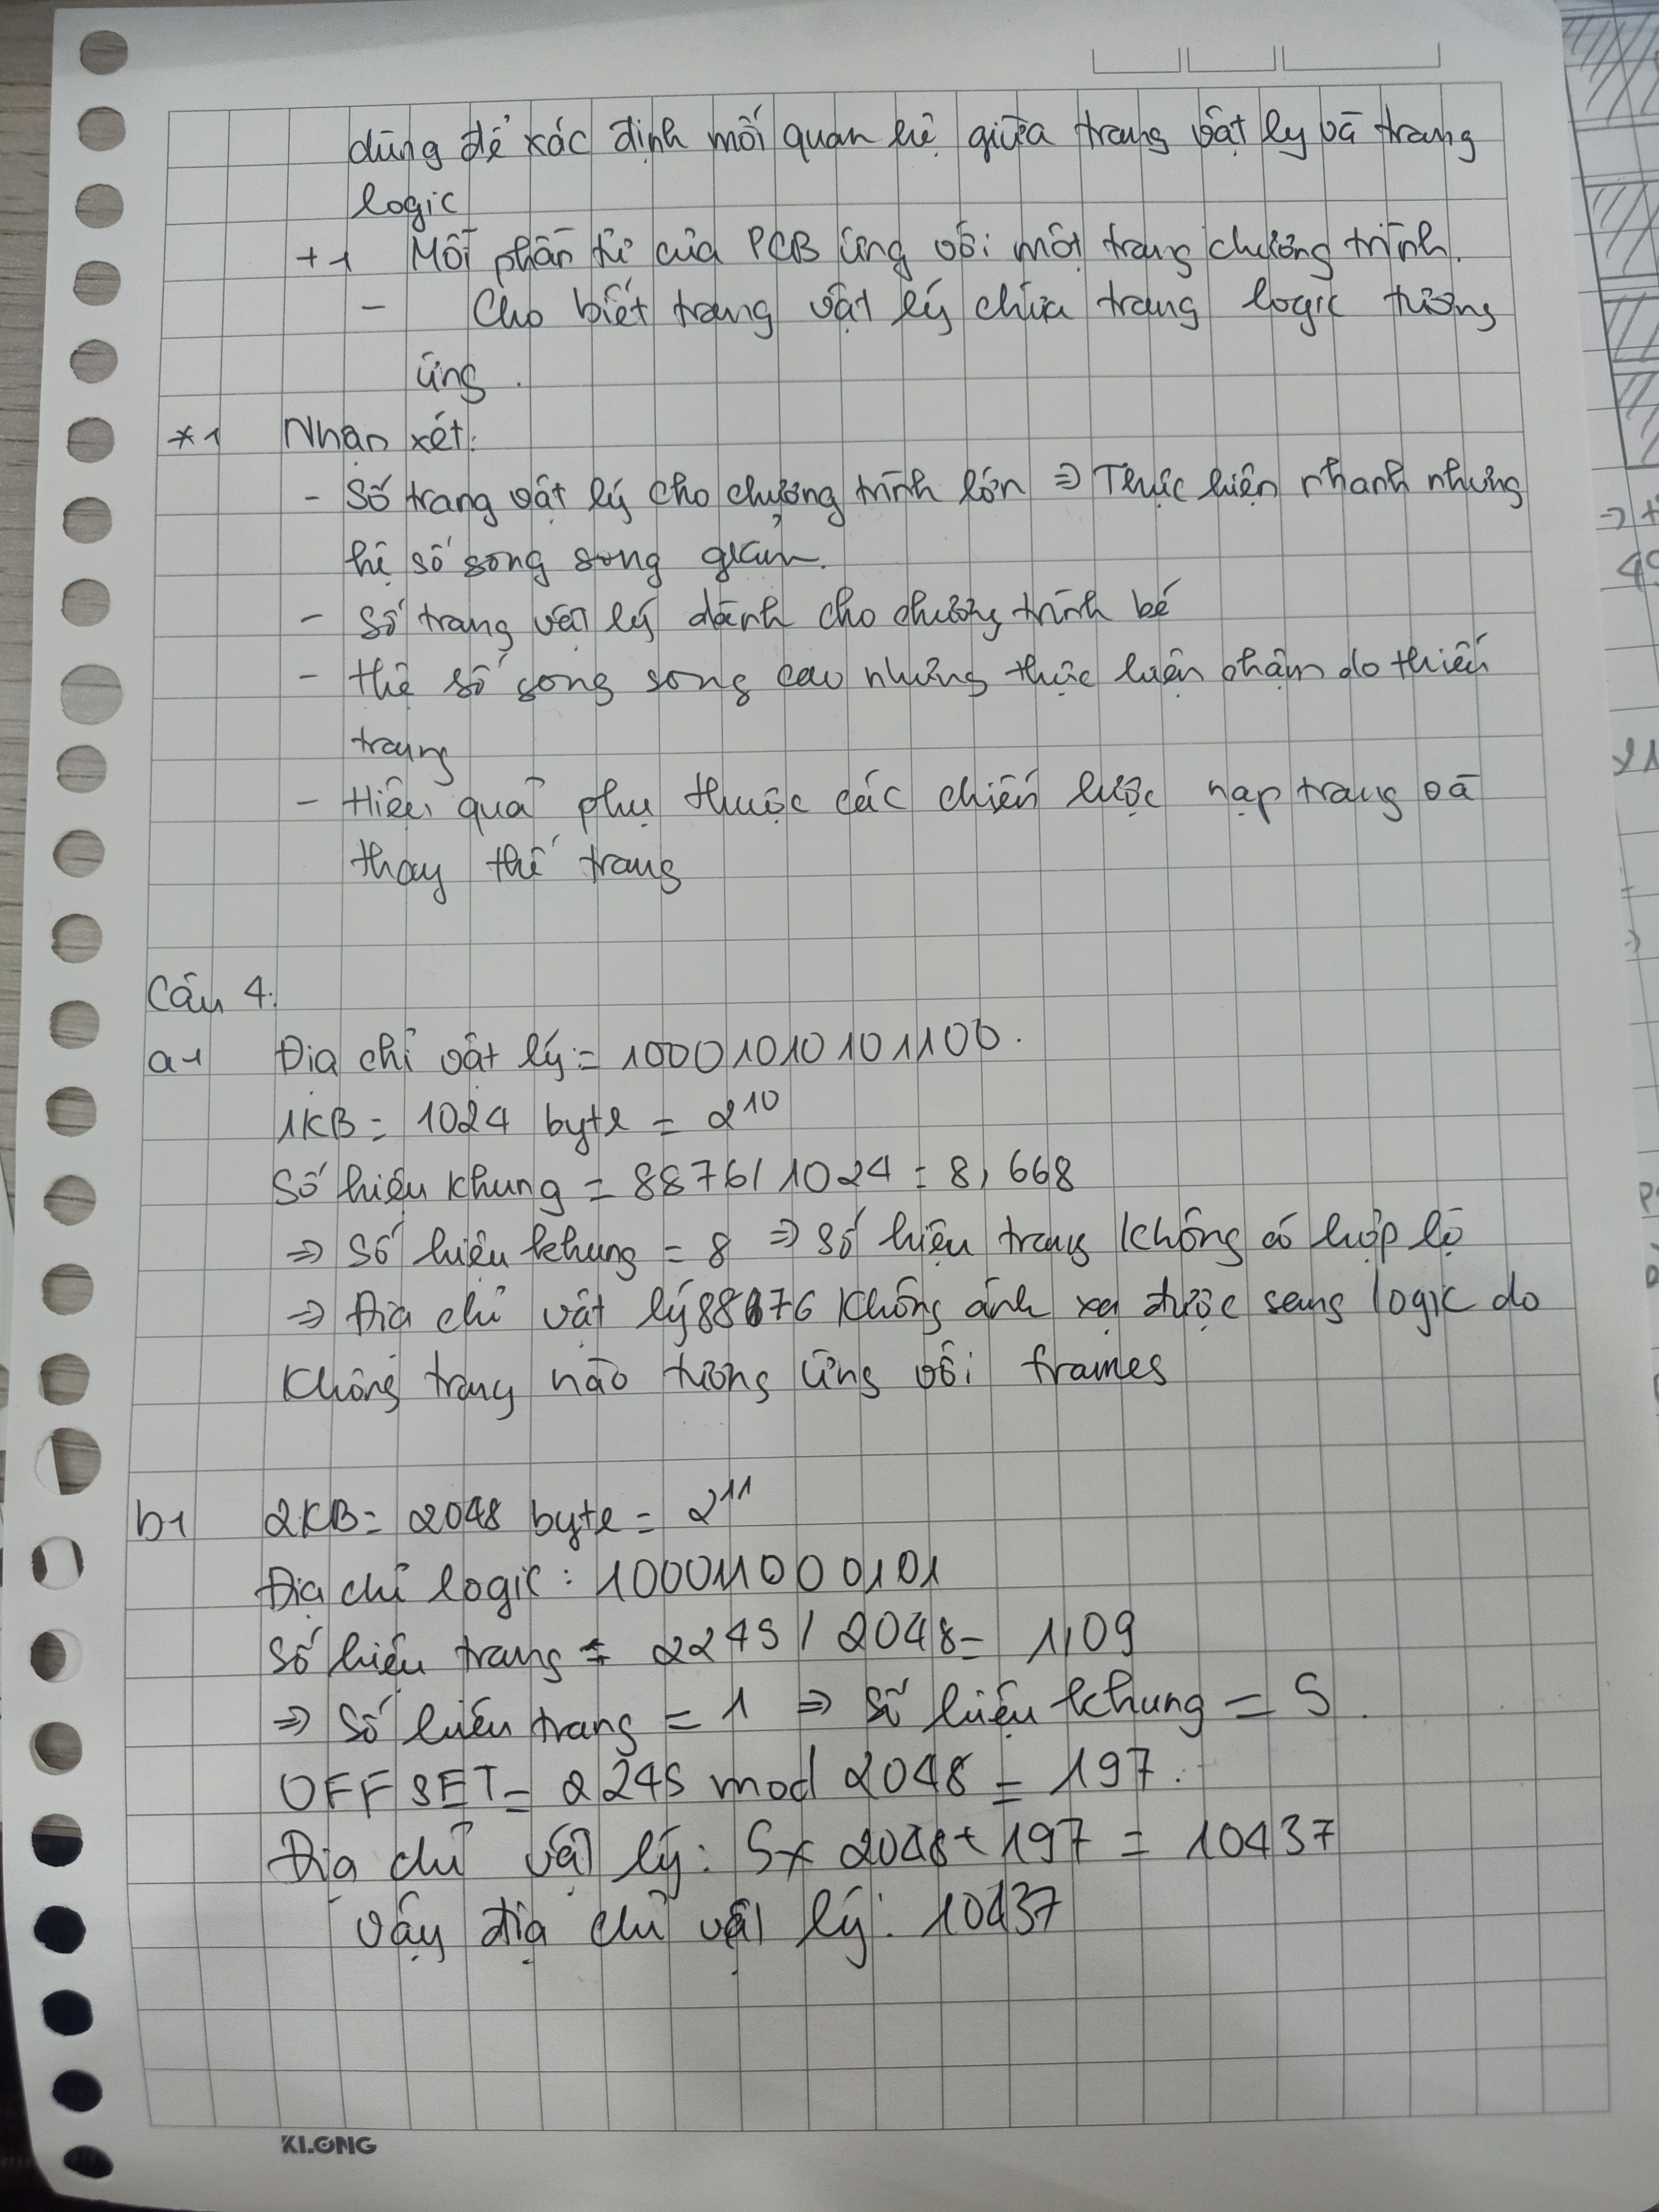 dùng để xác định mối quan hệ giữa trang vật lý và trang
logic
+, Mỗi phần tử của PCB ứng với một trang chương trình.
- Cho biết trang vật lý chứa trang logic tương
ứng.
*, Nhận xét:
- Số trang vật lý cho chương trình lớn => Thực hiện nhanh nhưng
hệ số song song giảm.
- Số trang vật lý dành cho chương trình bé
- Hệ số song song cao nhưng thực hiện chậm do thiếu
trang
- Hiệu quả phụ thuộc các chiến lược nạp trang và
thay thế trang
Câu 4:
a, Địa chỉ vật lý = 10001010101100.
1KB = 1024 byte = 2^10
Số hiệu khung = 8876 / 1024 = 8,668
=> Số hiệu khung = 8 => Số hiệu trang không có hợp lệ
=> Địa chỉ vật lý 8876 không ánh xạ được sang logic do
không trang nào tương ứng với frames
b, 2KB = 2048 byte = 2^11
Địa chỉ logic: 100011000101
Số hiệu trang = 2245 / 2048 = 1,09
=> Số hiệu trang = 1 => Số hiệu khung = 5.
OFFSET = 2245 mod 2048 = 197.
Địa chỉ vật lý: 5x 2048 + 197 = 10437
Vậy địa chỉ vật lý: 10437
KLONG